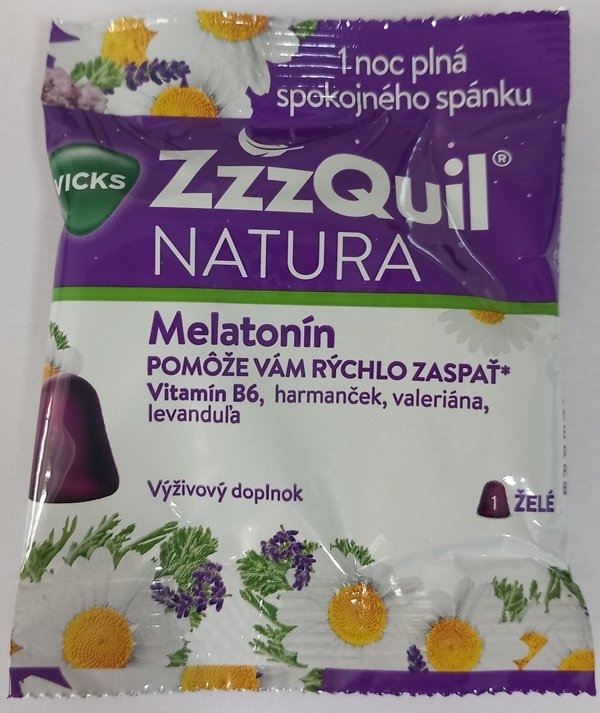 1 noc plná
spokojného spánku
VICKS
ZzzQuil®
NATURA
Melatonín
POMÔŽE VÁM RÝCHLO ZASPAŤ*
Vitamín B6, harmanček, valeriána,
levanduľa
Výživový doplnok
1 ŽELÉ